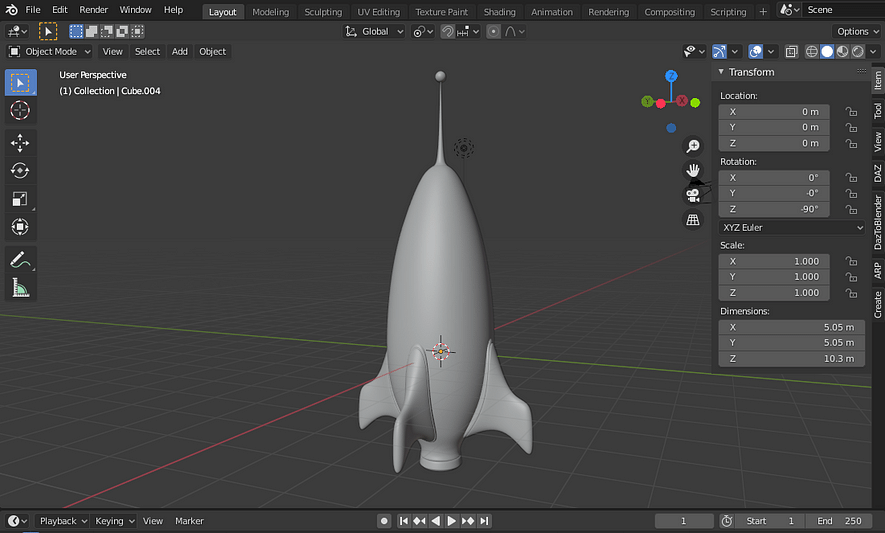 File Edit Render Window Help Layout Modeling Sculpting UV Editing Texture Paint Shading Animation Rendering Compositing Scripting + Scene
Global Options
Object Mode View Select Add Object
User Perspective
(1) Collection | Cube.004
Z
Y
X
Transform
Location:
X 0 m
Y 0 m
Z 0 m
Rotation:
X 0°
Y -0°
Z -90°
XYZ Euler
Scale:
X 1.000
Y 1.000
Z 1.000
Dimensions:
X 5.05 m
Y 5.05 m
Z 10.3 m
Item
Tool
View
DAZ
DazToBlender
ARP
Create
Playback Keying View Marker 1 Start 1 End 250